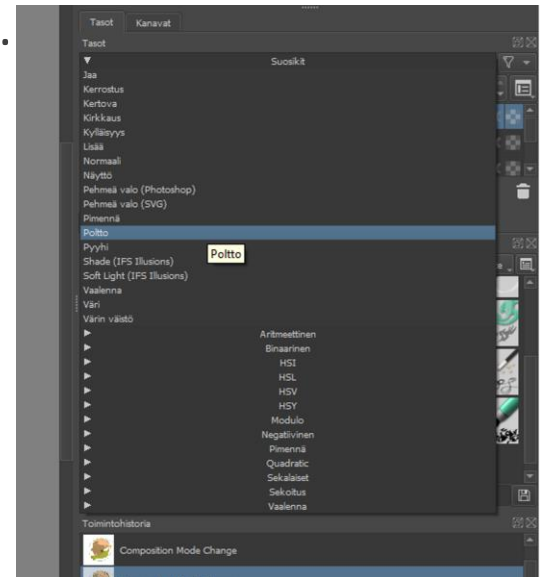 Tasot Kanavat
Tasot
Suosikit
Jaa
Kerrostus
Kertova
Kirkkaus
Kylläisyys
Lisää
Normaali
Näyttö
Pehmeä valo (Photoshop)
Pehmeä valo (SVG)
Pimennä
Poltto
Pyyhi
Poltto
Shade (IFS Illusions)
Soft Light (IFS Illusions)
Vaalenna
Väri
Värin väistö
Aritmeettinen
Binaarinen
HSI
HSL
HSV
HSY
Modulo
Negatiivinen
Pimennä
Quadratic
Sekalaiset
Sekoitus
Vaalenna
Toimintohistoria
Composition Mode Change